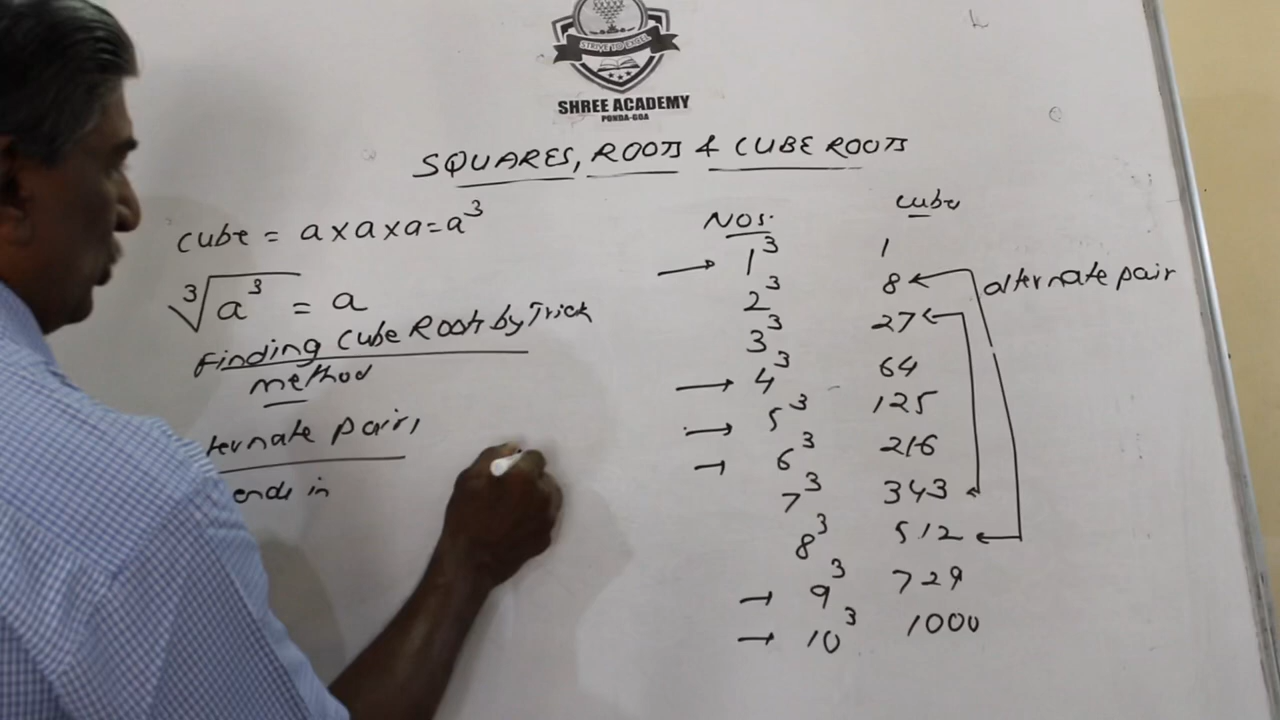 STRIVE TO EXCEL
SHREE ACADEMY
PONDA-GOA
SQUARES, ROOTS & CUBE ROOTS
cube = a x a x a = a³
∛a³ = a
Finding Cube Roots by Trick
method
ternate pair,
ends in
Nos. cube
1³ 1
2³ 8 alternate pair
3³ 27
4³ 64
5³ 125
6³ 216
7³ 343
8³ 512
9³ 729
10³ 1000